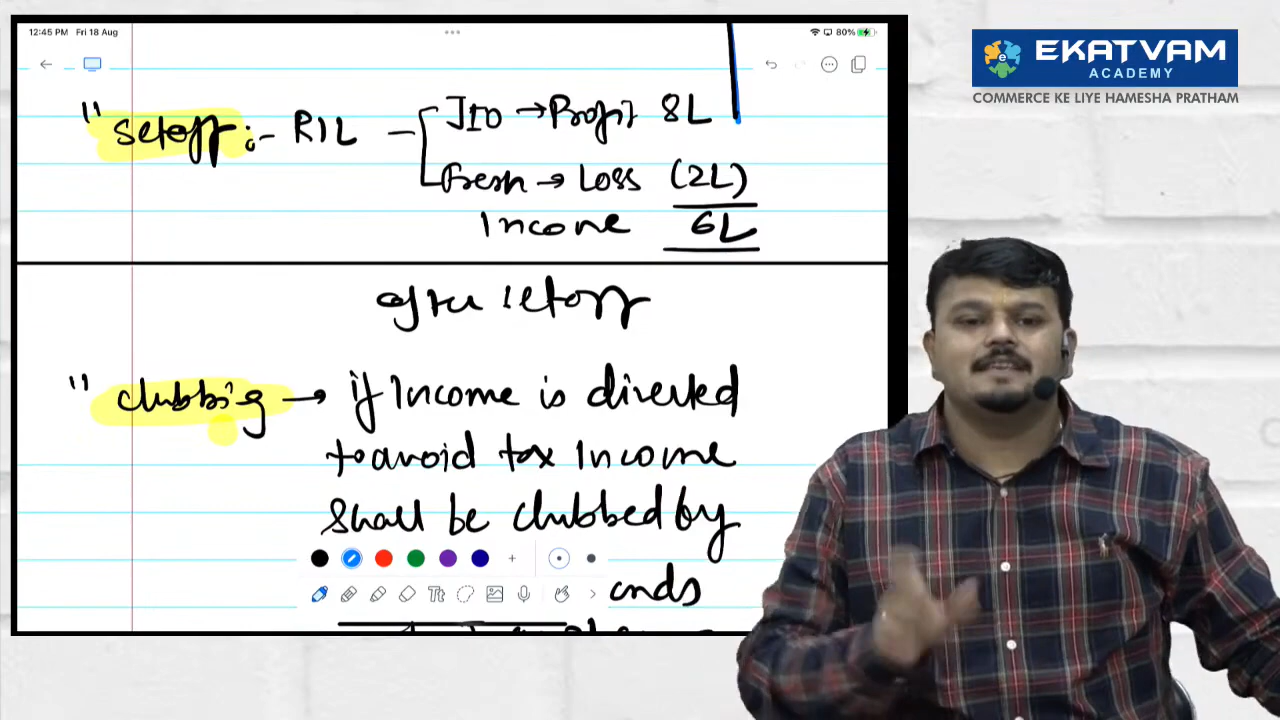 12:45 PM Fri 18 Aug
80%
EKATVAM
ACADEMY
COMMERCE KE LIYE HAMESHA PRATHAM
" Setoff :- RIL - JIO → Profit 8L
Fresh → Loss (2L)
Income 6L
after setoff
" clubbing → if Income is diverted
to avoid tax Income
shall be clubbed by